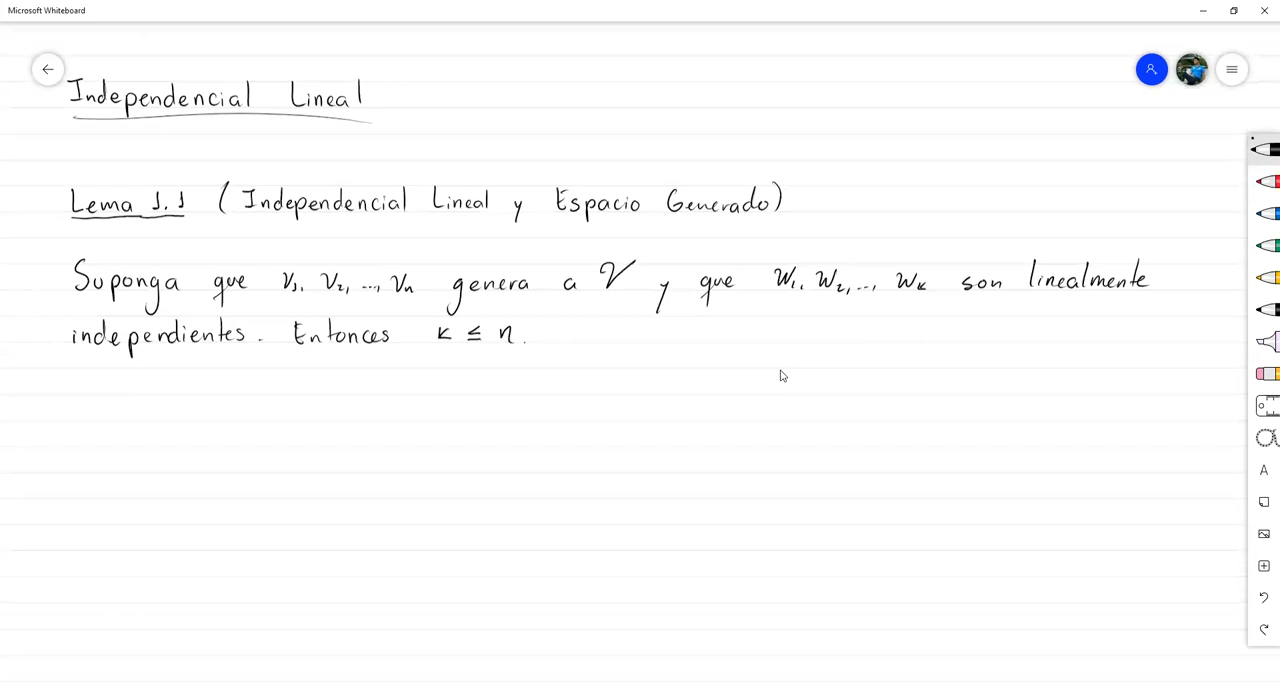 Microsoft Whiteboard
Independencial Lineal
Lema 1.1 (Independencial Lineal y Espacio Generado)
Suponga que v₁, v₂, ..., vₙ genera a V y que w₁, w₂, ..., wₖ son linealmente
independientes. Entonces k ≤ n.
A